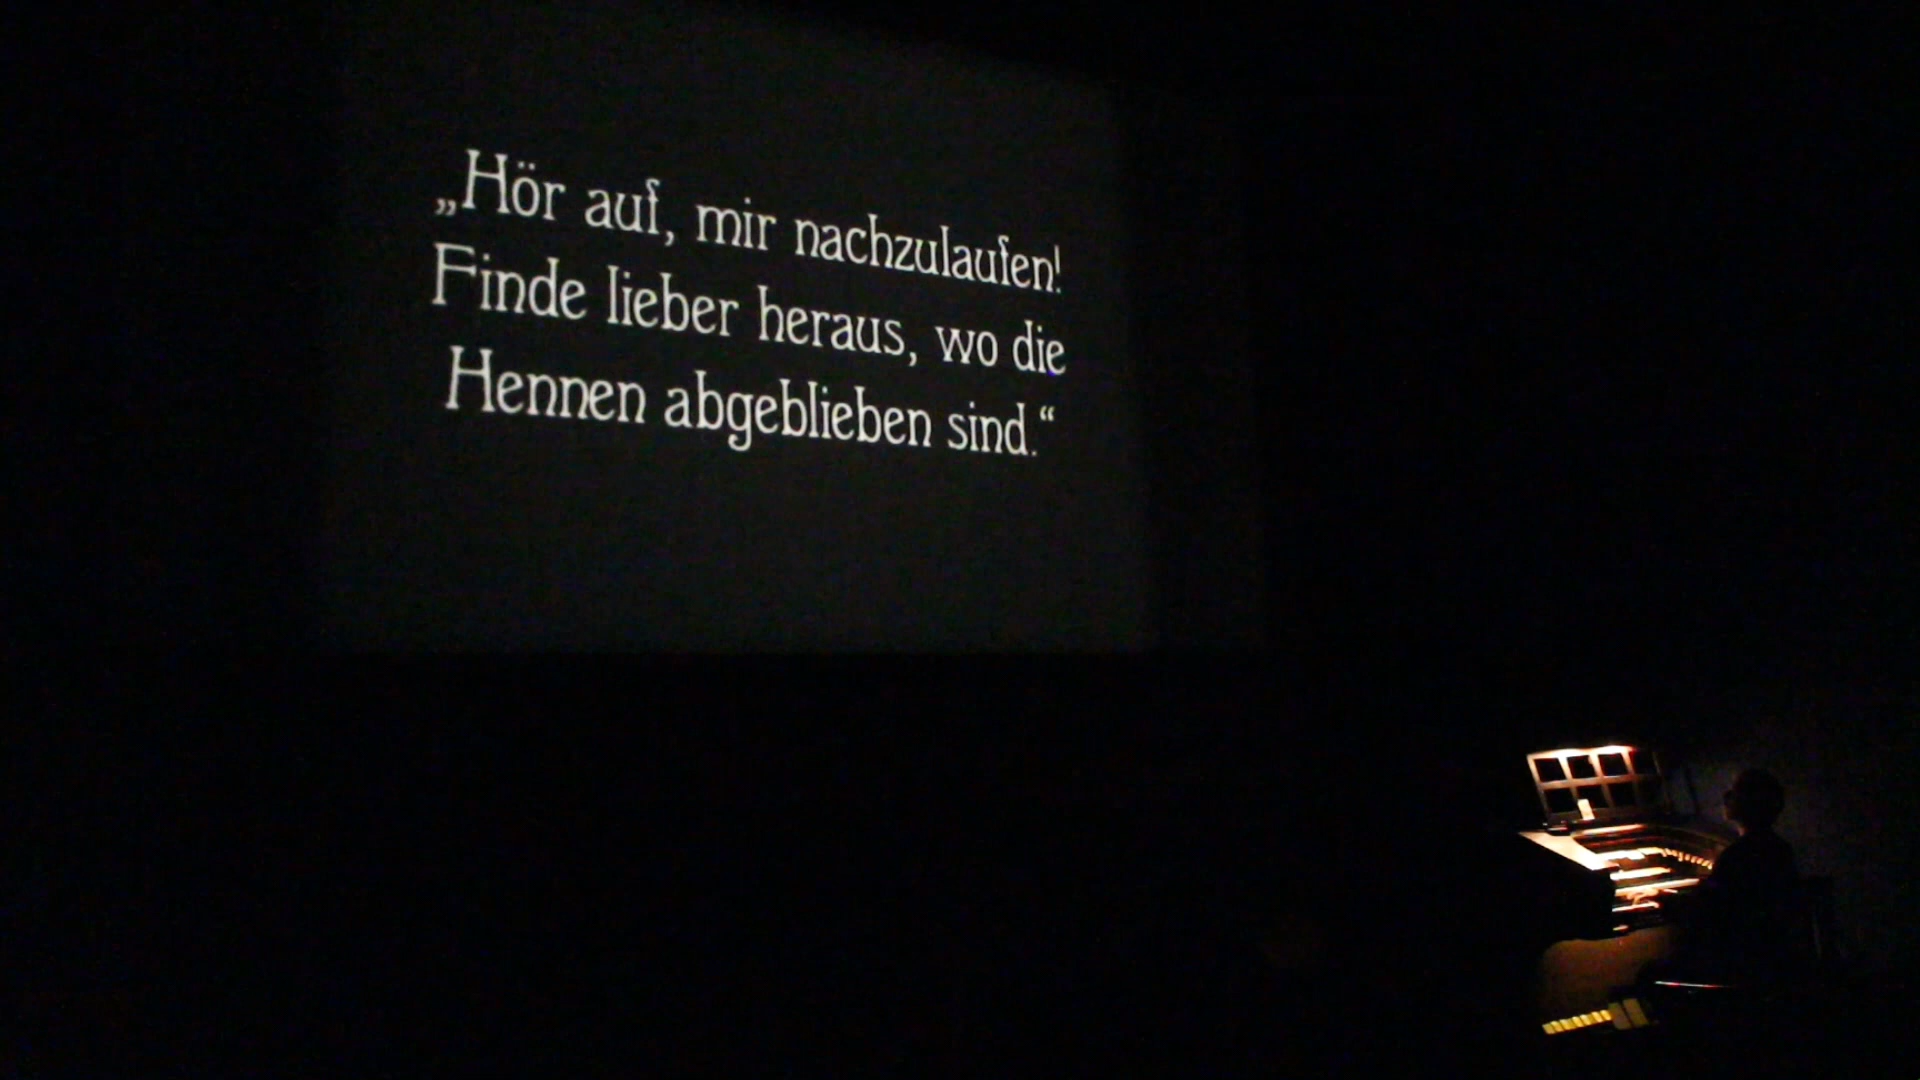 „Hör auf, mir nachzulaufen!
Finde lieber heraus, wo die
Hennen abgeblieben sind.“